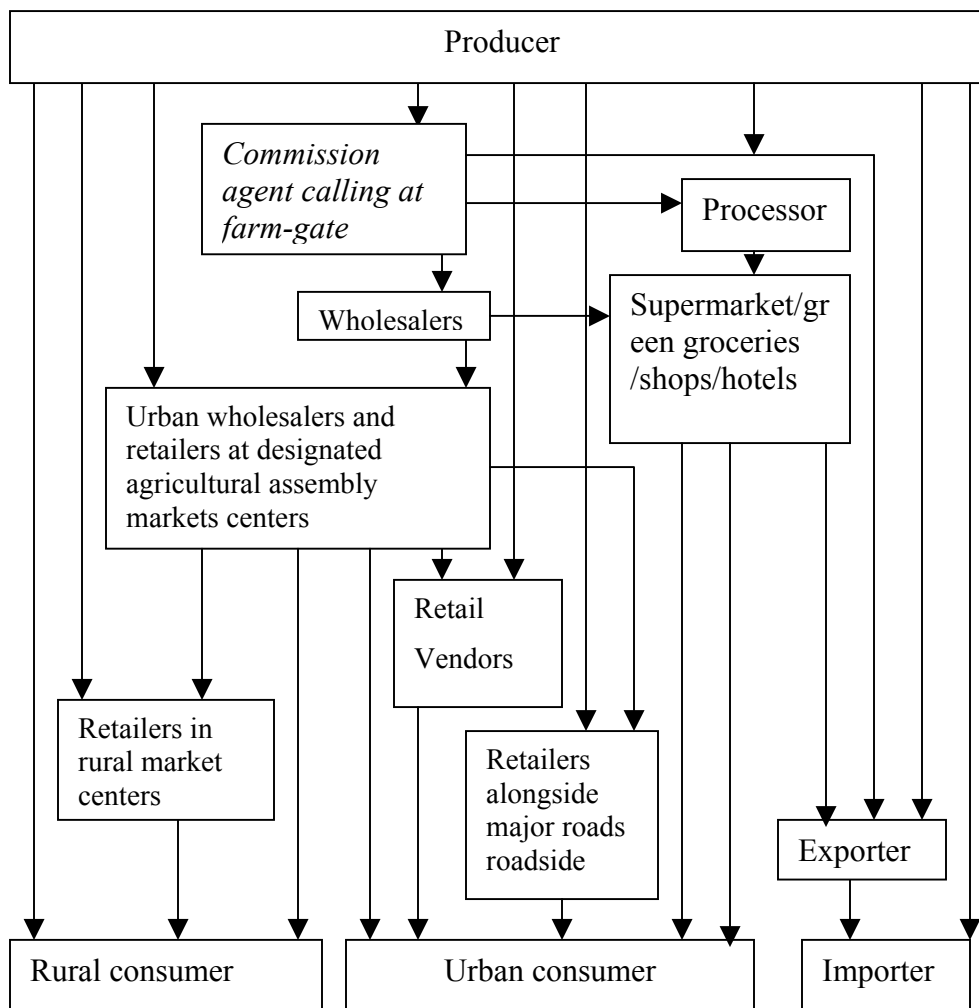 Producer
Commission
agent calling at
farm-gate
Processor
Wholesalers
Supermarket/gr
een groceries
/shops/hotels
Urban wholesalers and
retailers at designated
agricultural assembly
markets centers
Retail
Vendors
Retailers in
rural market
centers
Retailers
alongside
major roads
roadside
Exporter
Rural consumer
Urban consumer
Importer